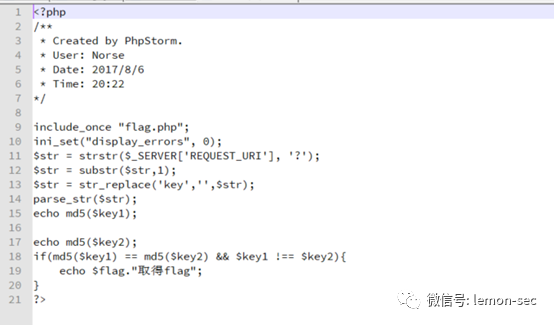 1 <?php
2 /**
3 * Created by PhpStorm.
4 * User: Norse
5 * Date: 2017/8/6
6 * Time: 20:22
7 */
8
9 include_once "flag.php";
10 ini_set("display_errors", 0);
11 $str = strstr($_SERVER['REQUEST_URI'], '?');
12 $str = substr($str,1);
13 $str = str_replace('key','',$str);
14 parse_str($str);
15 echo md5($key1);
16
17 echo md5($key2);
18 if(md5($key1) == md5($key2) && $key1 !== $key2){
19 echo $flag."取得flag";
20 }
21 ?>
微信号: lemon-sec